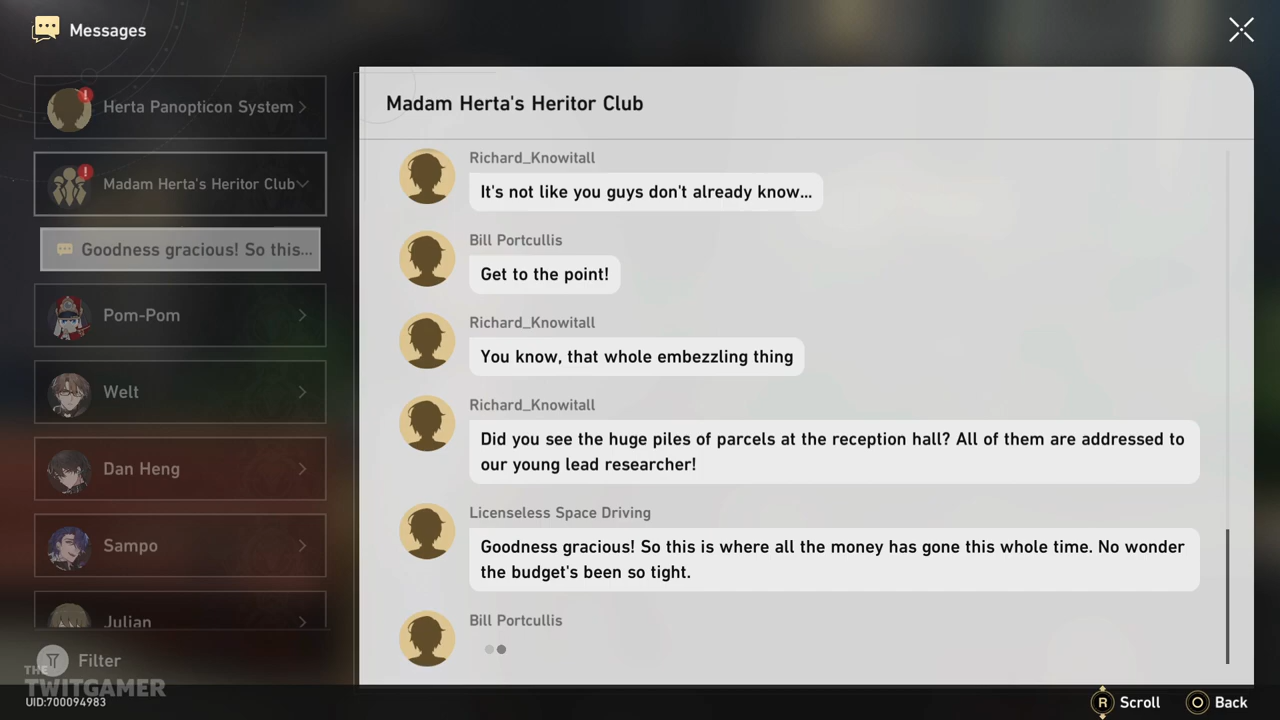 Messages
Herta Panopticon System
Madam Herta's Heritor Club
Goodness gracious! So this...
Pom-Pom
Welt
Dan Heng
Sampo
Julian
Filter
THE
TWITGAMER
UID:700094983
Madam Herta's Heritor Club
Richard_Knowitall
It's not like you guys don't already know...
Bill Portcullis
Get to the point!
Richard_Knowitall
You know, that whole embezzling thing
Richard_Knowitall
Did you see the huge piles of parcels at the reception hall? All of them are addressed to
our young lead researcher!
Licenseless Space Driving
Goodness gracious! So this is where all the money has gone this whole time. No wonder
the budget's been so tight.
Bill Portcullis
R Scroll
Back